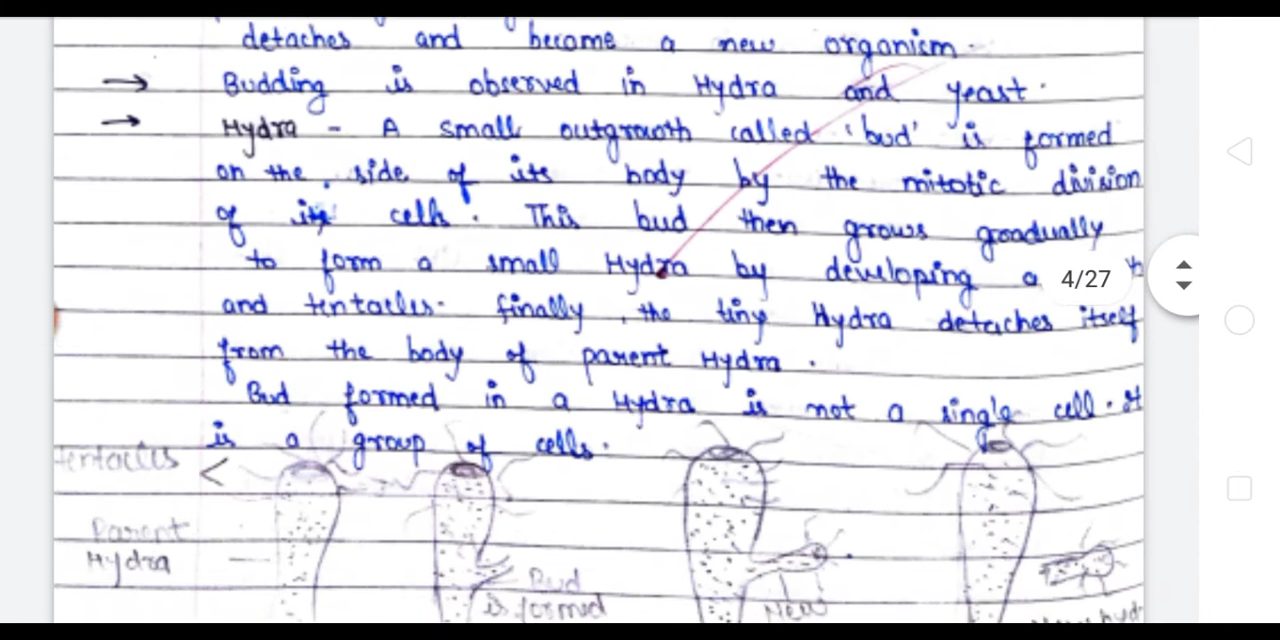 detaches and become a new organism.
→ Budding is observed in Hydra and yeast.
→ Hydra - A small outgrowth called 'bud' is formed
on the side of its body by the mitotic division
of its cells. This bud then grows gradually
to form a small Hydra by developing a
and tentacles. finally, the tiny Hydra detaches itself
from the body of parent Hydra.
Bud formed in a Hydra is not a single cell. It
is a group of cells.
Tentacles
Parent
Hydra
Bud
is formed
New
4/27